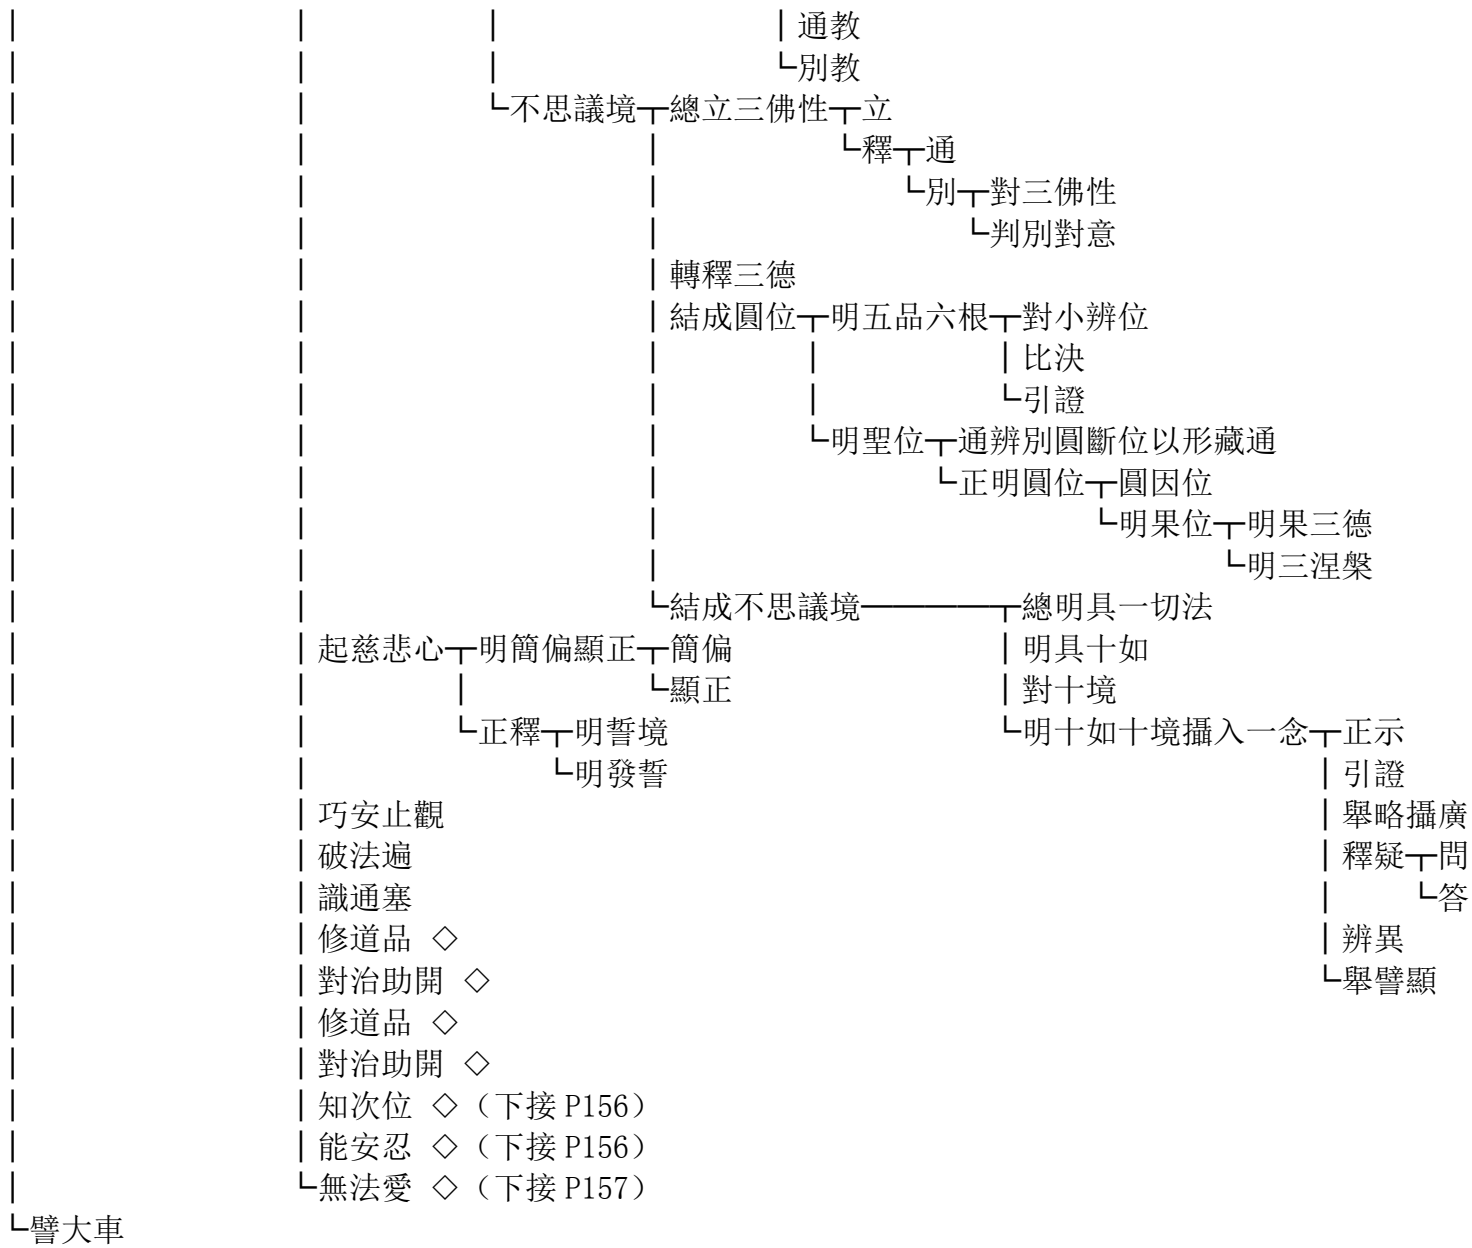 通教
別教
不思議境 總立三佛性 立
釋 通
別 對三佛性
判別對意
轉釋三德
結成圓位 明五品六根 對小辨位
比決
引證
明聖位 通辨別圓斷位以形藏通
正明圓位 圓因位
明果位 明果三德
明三涅槃
結成不思議境 總明具一切法
起慈悲心 明簡偏顯正 簡偏 明具十如
顯正 對十境
正釋 明誓境 明十如十境攝入一念 正示
明發誓 引證
巧安止觀 舉略攝廣
破法遍 釋疑 問
識通塞 答
修道品 ◇ 辨異
對治助開 ◇ 舉譬顯
修道品 ◇
對治助開 ◇
知次位 ◇（下接 P156）
能安忍 ◇（下接 P156）
無法愛 ◇（下接 P157）
譬大車